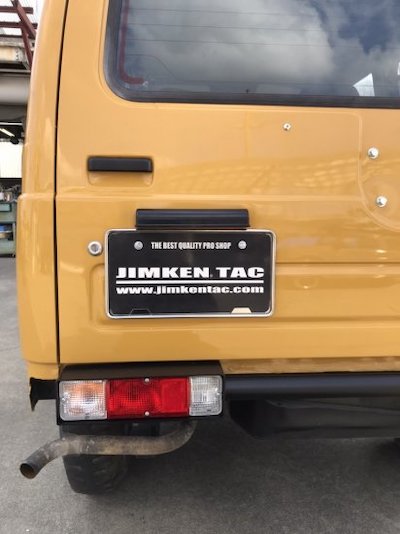 THE BEST QUALITY PRO SHOP
JIMKEN TAC
www.jimkentac.com